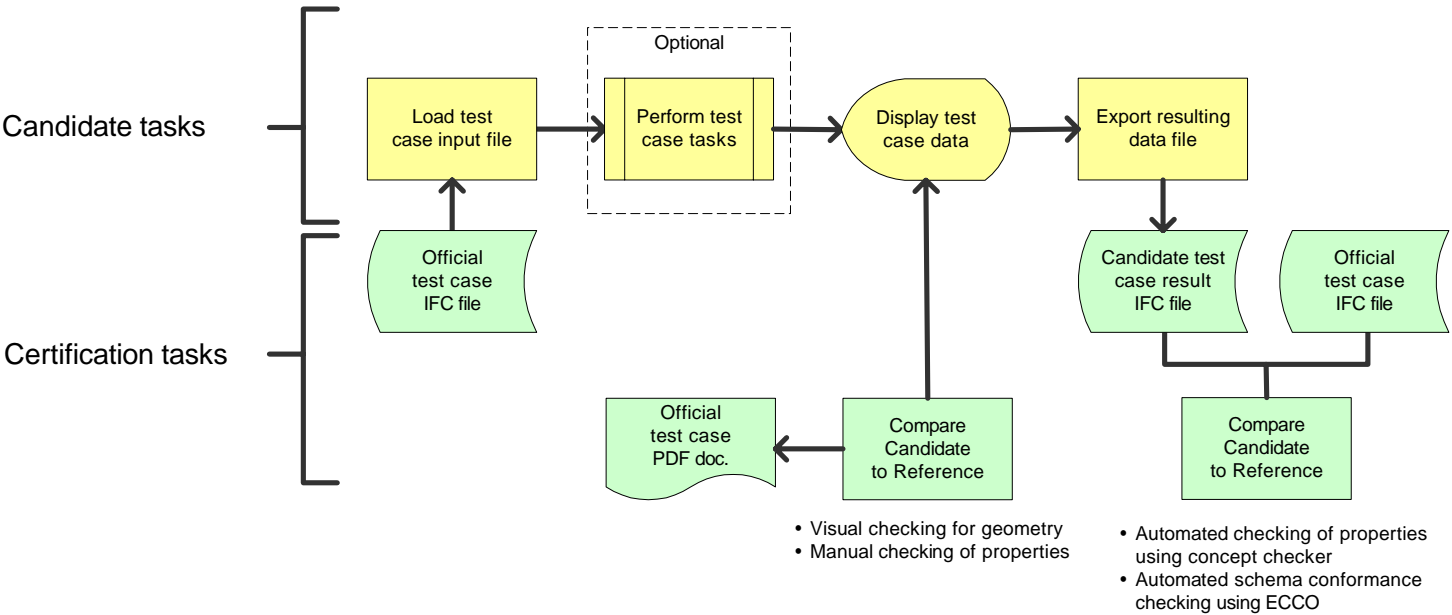 Optional
Candidate tasks
Load test
case input file
Perform test
case tasks
Display test
case data
Export resulting
data file
Certification tasks
Official
test case
IFC file
Candidate test
case result
IFC file
Official
test case
IFC file
Official
test case
PDF doc.
Compare
Candidate
to Reference
Compare
Candidate
to Reference
• Visual checking for geometry
• Manual checking of properties
• Automated checking of properties
using concept checker
• Automated schema conformance
checking using ECCO